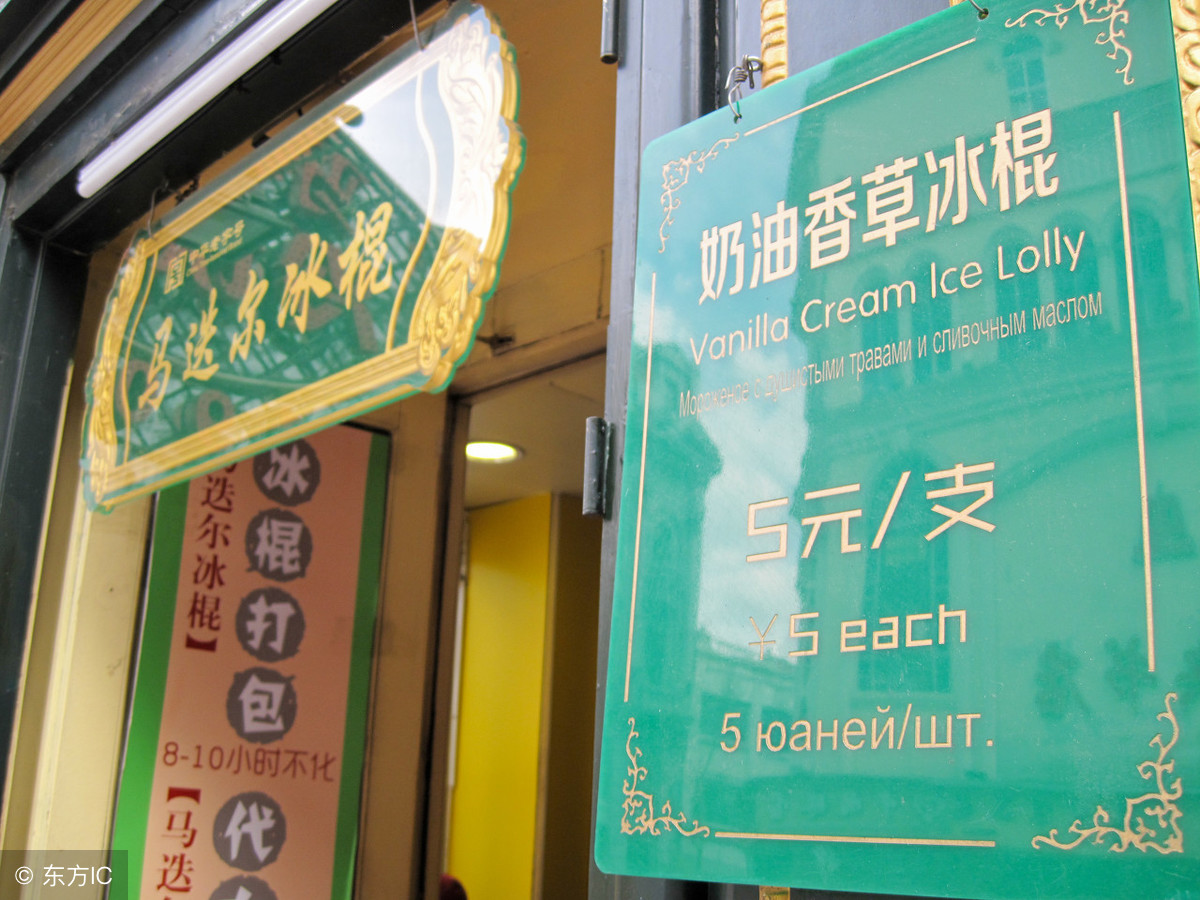 马迭尔冰棍
奶油香草冰棍
Vanilla Cream Ice Lolly
Мороженое с душистыми травами и сливочным маслом
5元/支
¥5 each
5 юаней/шт.
迭尔冰棍】
冰棍打包
8-10小时不化
【马迭
代
© 东方IC